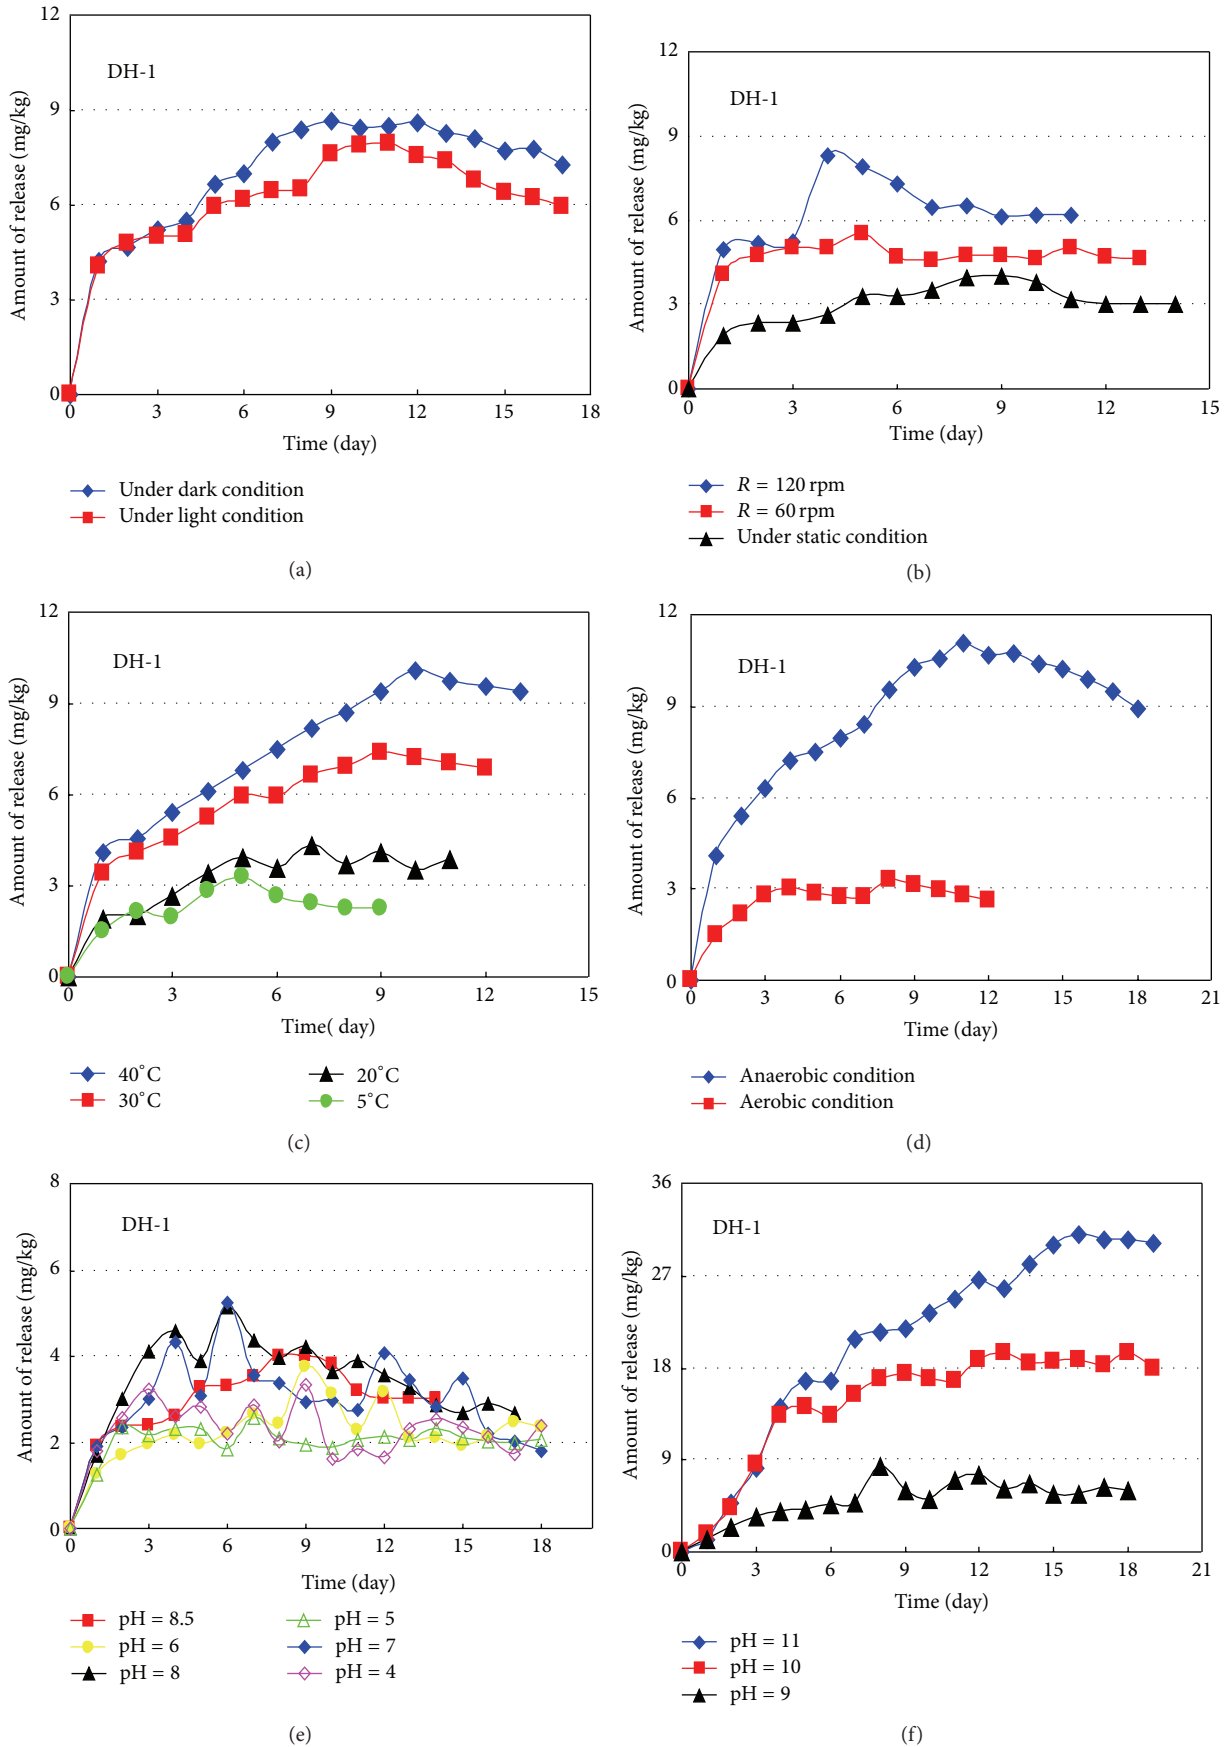 12
9
6
3
0
Amount of release (mg/kg)
DH-1
0 3 6 9 12 15 18
Time (day)
Under dark condition
Under light condition
(a)
12
9
6
3
0
Amount of release (mg/kg)
DH-1
0 3 6 9 12 15
Time (day)
R = 120 rpm
R = 60 rpm
Under static condition
(b)
12
9
6
3
0
Amount of release (mg/kg)
DH-1
0 3 6 9 12 15
Time( day)
40°C
30°C
20°C
5°C
(c)
12
9
6
3
0
Amount of release (mg/kg)
DH-1
0 3 6 9 12 15 18 21
Time (day)
Anaerobic condition
Aerobic condition
(d)
8
6
4
2
0
Amount of release (mg/kg)
DH-1
0 3 6 9 12 15 18
Time (day)
pH = 8.5
pH = 6
pH = 8
pH = 5
pH = 7
pH = 4
(e)
36
27
18
9
0
Amount of release (mg/kg)
DH-1
0 3 6 9 12 15 18 21
Time (day)
pH = 11
pH = 10
pH = 9
(f)